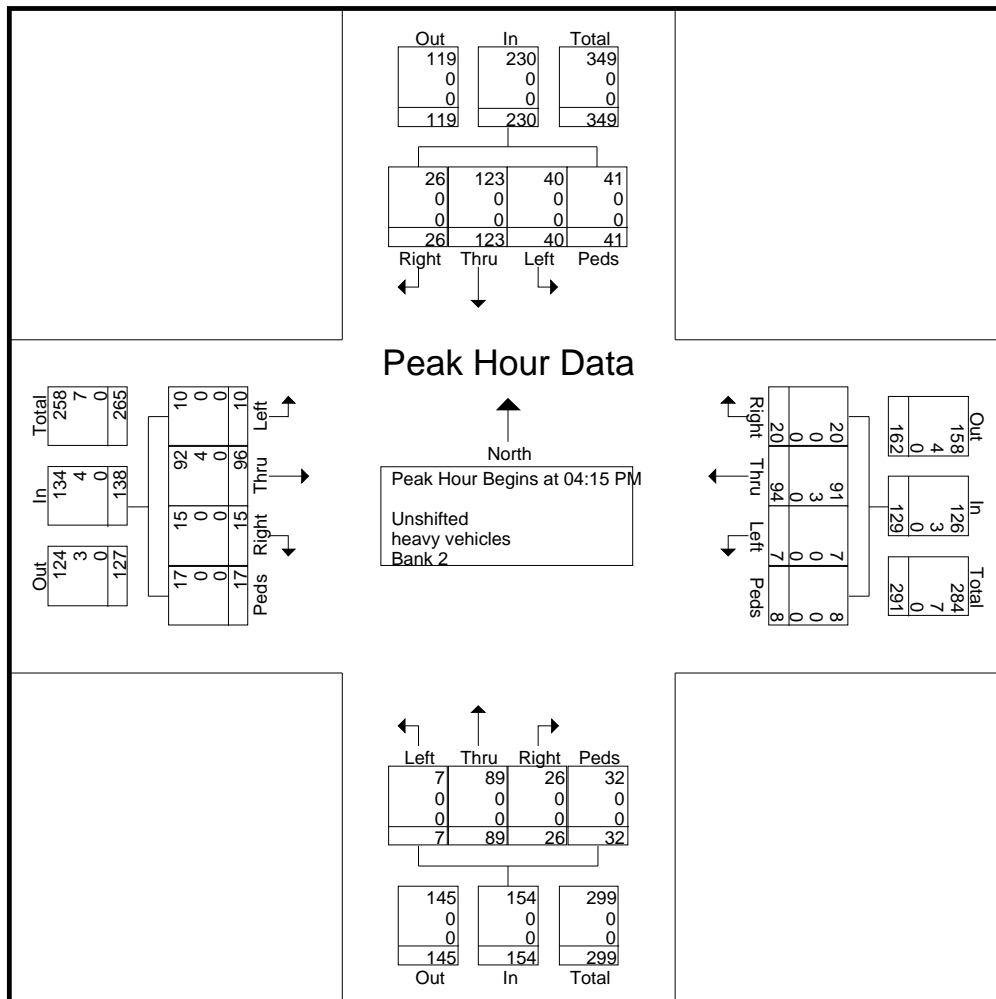 Out In Total
119 230 349
0 0 0
0 0 0
119 230 349
26 123 40 41
0 0 0 0
0 0 0 0
26 123 40 41
Right Thru Left Peds
Peak Hour Data
North
Peak Hour Begins at 04:15 PM
Unshifted
heavy vehicles
Bank 2
Total
258
7
0
265
In
134
4
0
138
Out
124
3
0
127
10
0
0
10
Left
92
4
0
96
Thru
15
0
0
15
Right
17
0
0
17
Peds
Right
20
0
0
20
Thru
94
0
3
91
Left
7
0
0
7
Peds
8
0
0
8
Out
158
4
0
162
In
126
3
0
129
Total
284
7
0
291
Left Thru Right Peds
7 89 26 32
0 0 0 0
0 0 0 0
7 89 26 32
145 154 299
0 0 0
0 0 0
145 154 299
Out In Total